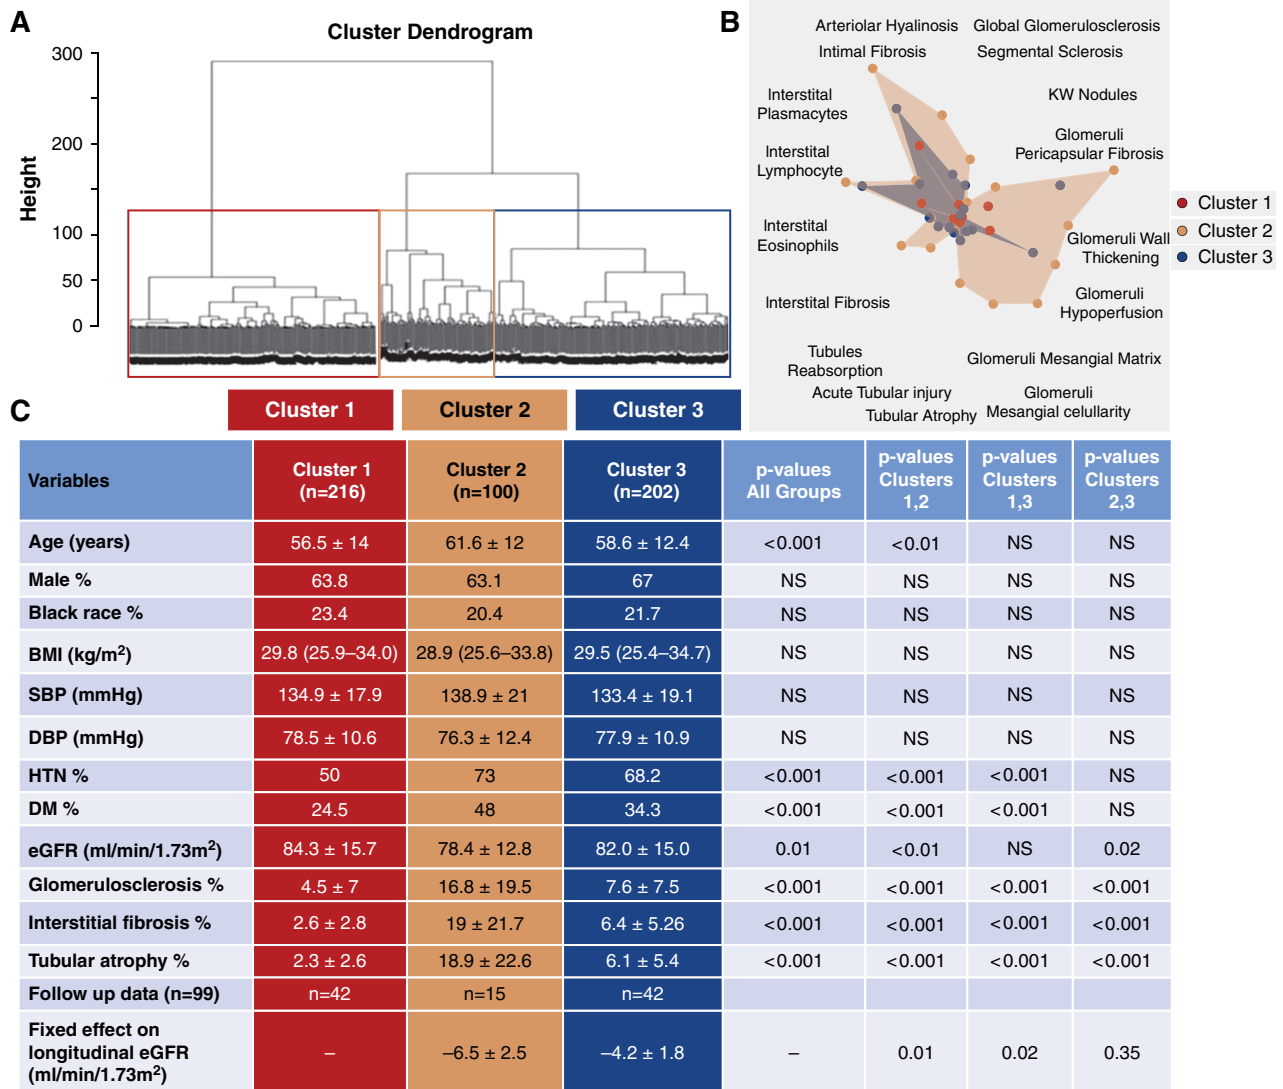 A
Cluster Dendrogram
Height
300
200
100
50
0
B
Arteriolar Hyalinosis
Global Glomerulosclerosis
Intimal Fibrosis
Segmental Sclerosis
Interstital
Plasmacytes
KW Nodules
Glomeruli
Pericapsular Fibrosis
Interstital
Lymphocyte
Interstital
Eosinophils
Glomeruli Wall
Thickening
Interstital Fibrosis
Glomeruli
Hypoperfusion
Tubules
Reabsorption
Glomeruli Mesangial Matrix
Acute Tubular injury
Glomeruli
Mesangial celullarity
Tubular Atrophy
Cluster 1
Cluster 2
Cluster 3
C
Cluster 1
Cluster 2
Cluster 3
Variables
Cluster 1
(n=216)
Cluster 2
(n=100)
Cluster 3
(n=202)
p-values
All Groups
p-values
Clusters
1,2
p-values
Clusters
1,3
p-values
Clusters
2,3
Age (years) 56.5 ± 14 61.6 ± 12 58.6 ± 12.4 <0.001 <0.01 NS NS
Male % 63.8 63.1 67 NS NS NS NS
Black race % 23.4 20.4 21.7 NS NS NS NS
BMI (kg/m²) 29.8 (25.9–34.0) 28.9 (25.6–33.8) 29.5 (25.4–34.7) NS NS NS NS
SBP (mmHg) 134.9 ± 17.9 138.9 ± 21 133.4 ± 19.1 NS NS NS NS
DBP (mmHg) 78.5 ± 10.6 76.3 ± 12.4 77.9 ± 10.9 NS NS NS NS
HTN % 50 73 68.2 <0.001 <0.001 <0.001 NS
DM % 24.5 48 34.3 <0.001 <0.001 <0.001 NS
eGFR (ml/min/1.73m²) 84.3 ± 15.7 78.4 ± 12.8 82.0 ± 15.0 0.01 <0.01 NS 0.02
Glomerulosclerosis % 4.5 ± 7 16.8 ± 19.5 7.6 ± 7.5 <0.001 <0.001 <0.001 <0.001
Interstitial fibrosis % 2.6 ± 2.8 19 ± 21.7 6.4 ± 5.26 <0.001 <0.001 <0.001 <0.001
Tubular atrophy % 2.3 ± 2.6 18.9 ± 22.6 6.1 ± 5.4 <0.001 <0.001 <0.001 <0.001
Follow up data (n=99) n=42 n=15 n=42
Fixed effect on
longitudinal eGFR
(ml/min/1.73m²)
– –6.5 ± 2.5 –4.2 ± 1.8 – 0.01 0.02 0.35